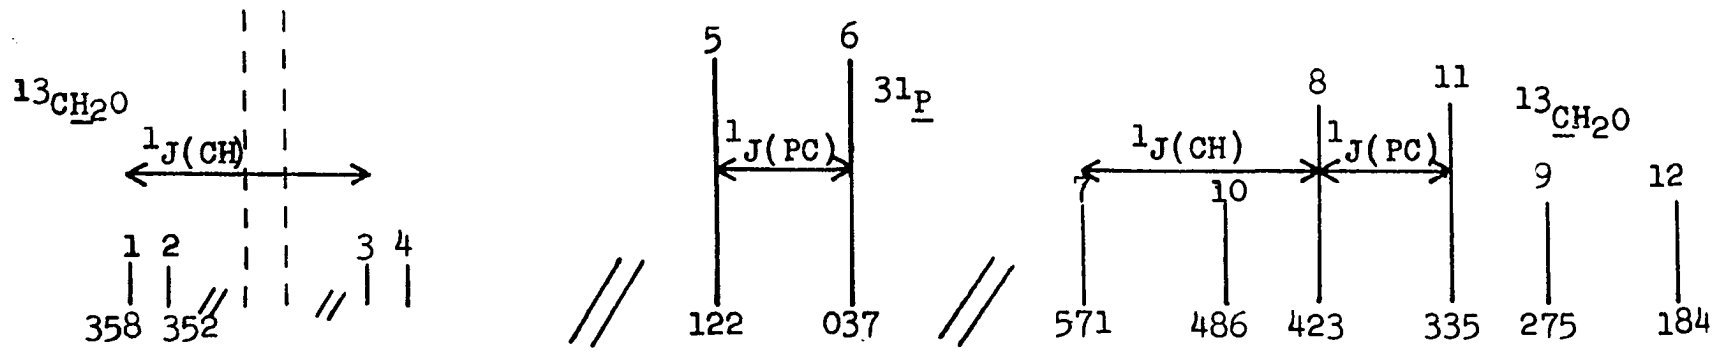 5 6
8 11
¹³CH₂O ³¹P ¹³CH₂O
¹J(CH) ¹J(PC) ¹J(CH) ¹J(PC)
7 10 9 12
1 2 3 4
358 352 122 037 571 486 423 335 275 184